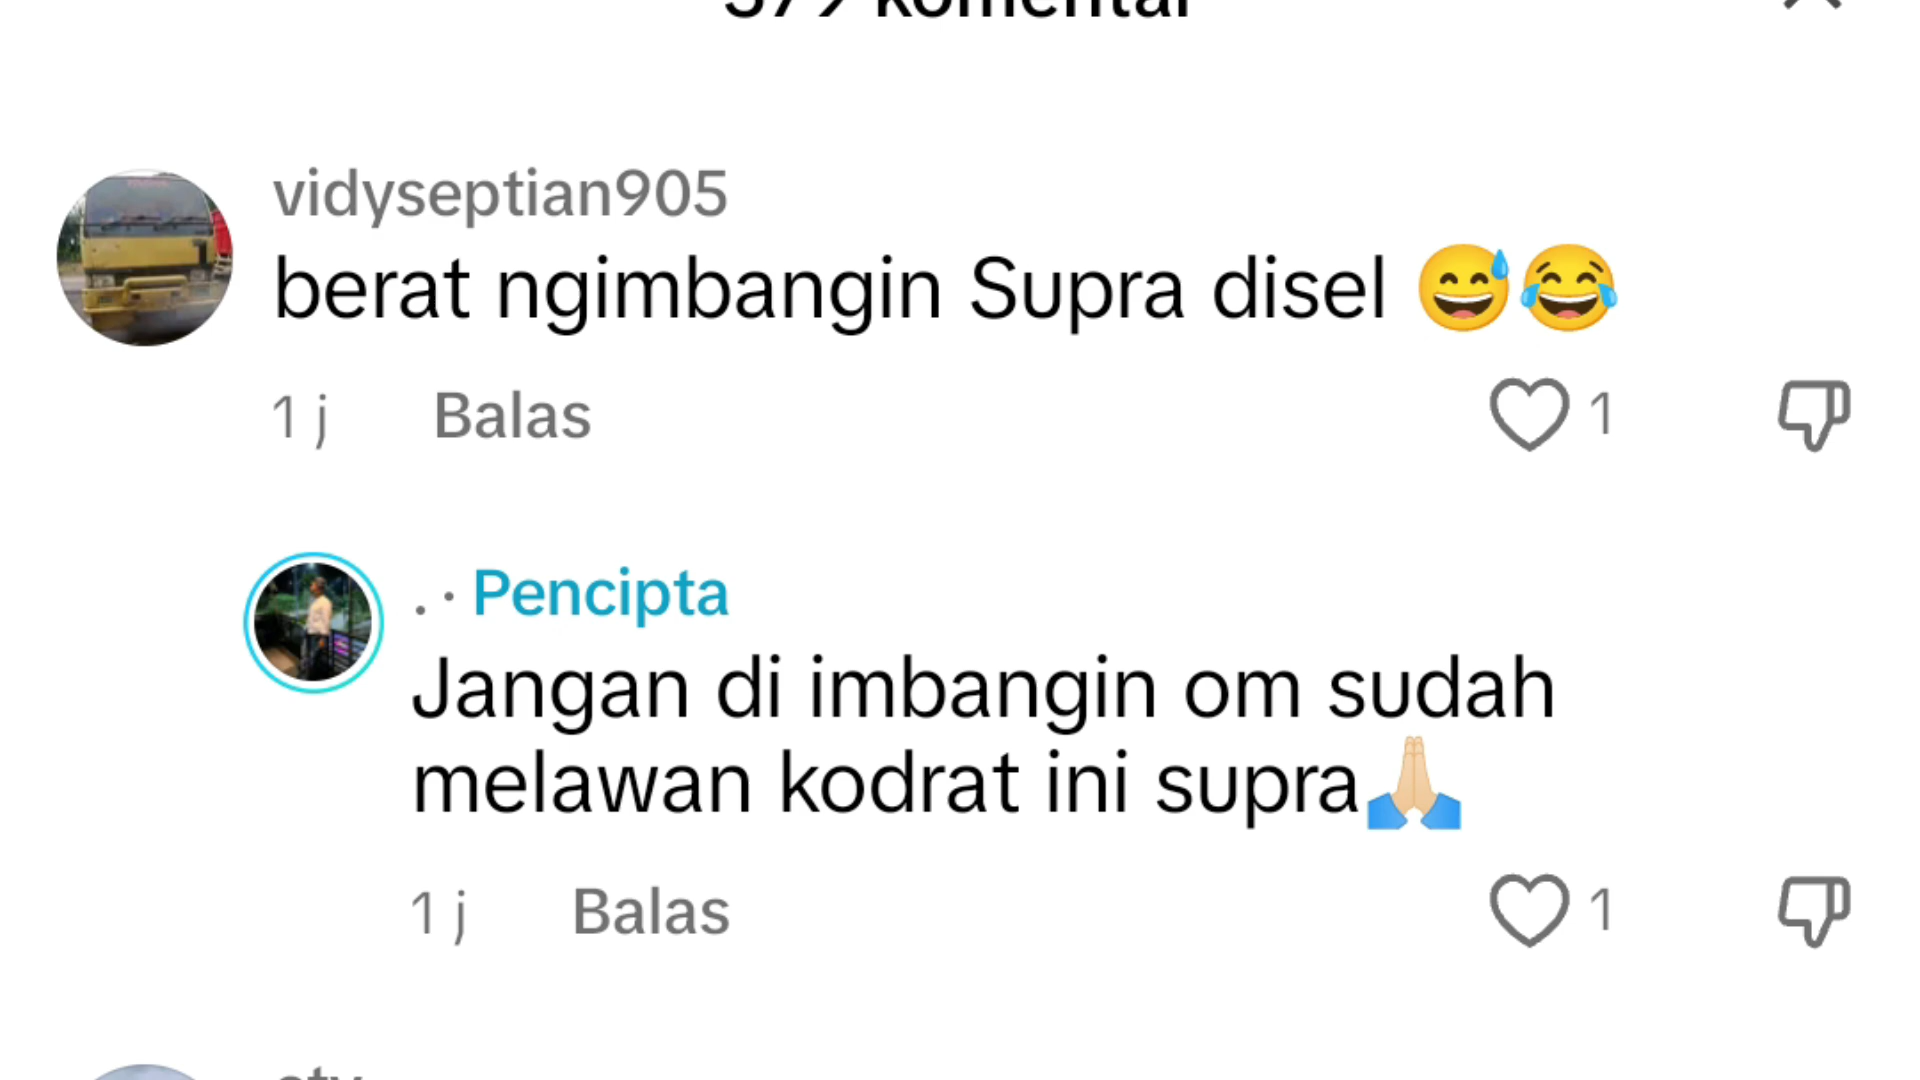 komentar
vidyseptian905
berat ngimbangin Supra disel 😅😂
1 j Balas 1
. · Pencipta
Jangan di imbangin om sudah
melawan kodrat ini supra🙏🏻
1 j Balas 1